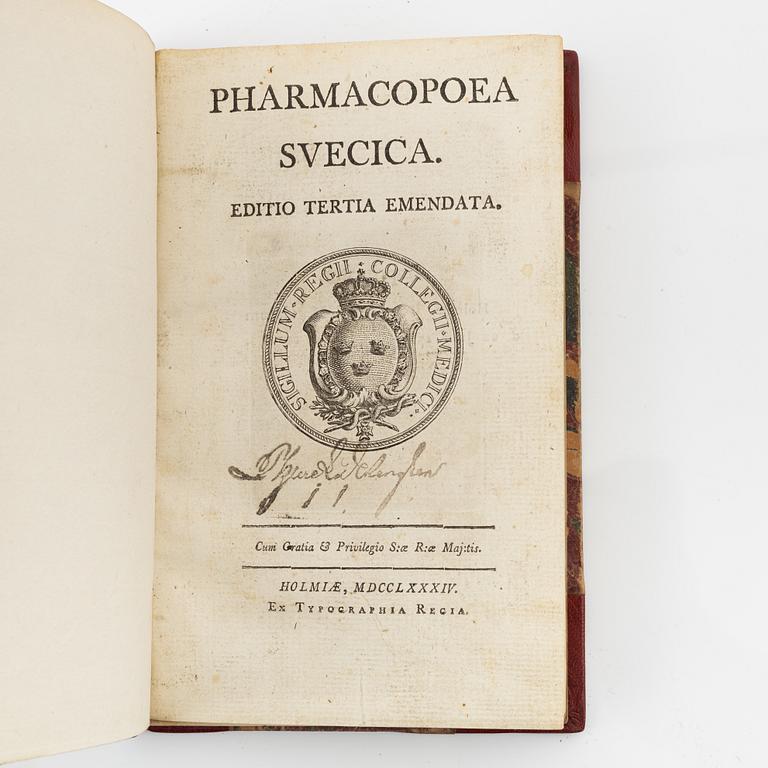 PHARMACOPOEA
SVECICA.
EDITIO TERTIA EMENDATA.
SIGILLUM · REGII · COLLEGII · MEDICI
Cum Gratia & Privilegio S:æ R:æ Maj:tis.
HOLMIÆ, MDCCLXXXIV.
Ex Typographia Regia.